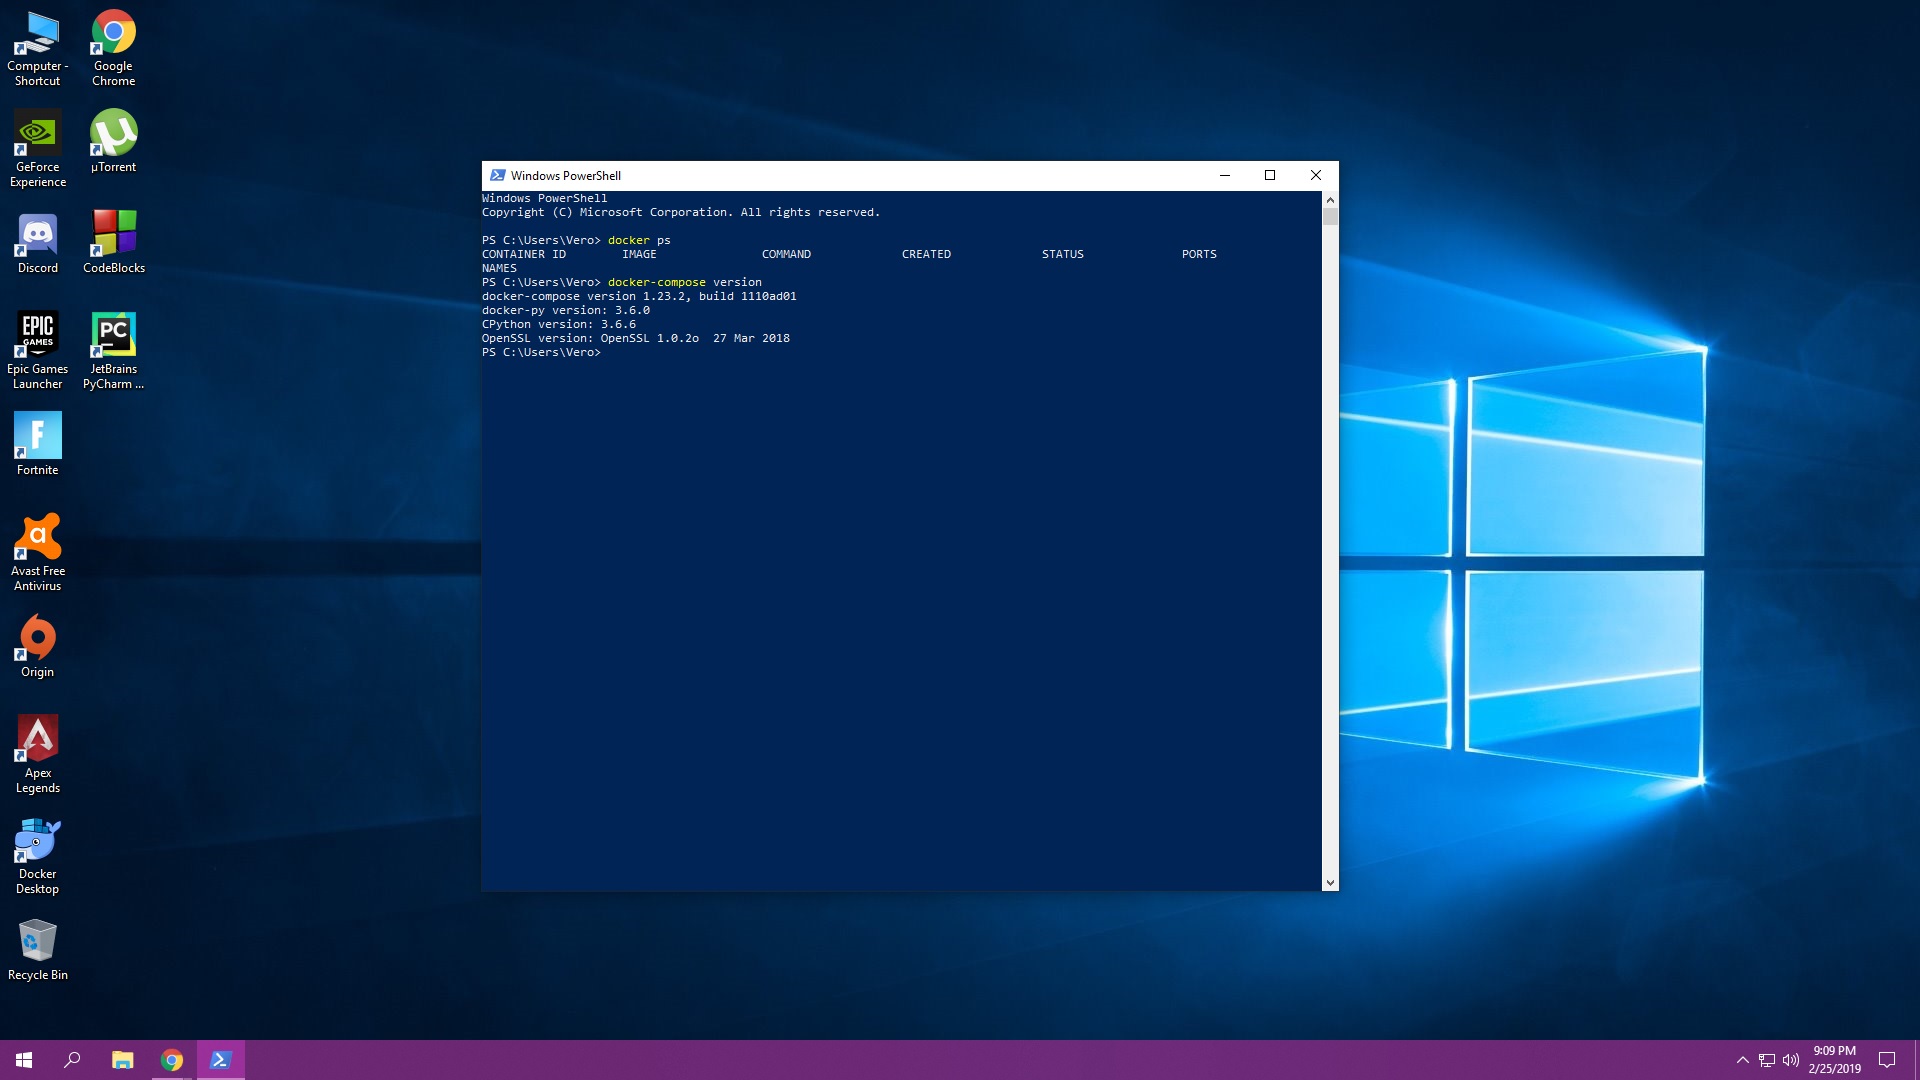 Computer -
Shortcut
Google
Chrome
GeForce
Experience
µTorrent
Discord
CodeBlocks
EPIC
GAMES
Epic Games
Launcher
PC
JetBrains
PyCharm ...
F
Fortnite
a
Avast Free
Antivirus
Origin
Apex
Legends
Docker
Desktop
Recycle Bin
Windows PowerShell
Windows PowerShell
Copyright (C) Microsoft Corporation. All rights reserved.
PS C:\Users\Vero> docker ps
CONTAINER ID        IMAGE               COMMAND             CREATED             STATUS              PORTS
NAMES
PS C:\Users\Vero> docker-compose version
docker-compose version 1.23.2, build 1110ad01
docker-py version: 3.6.0
CPython version: 3.6.6
OpenSSL version: OpenSSL 1.0.2o  27 Mar 2018
PS C:\Users\Vero>
9:09 PM
2/25/2019